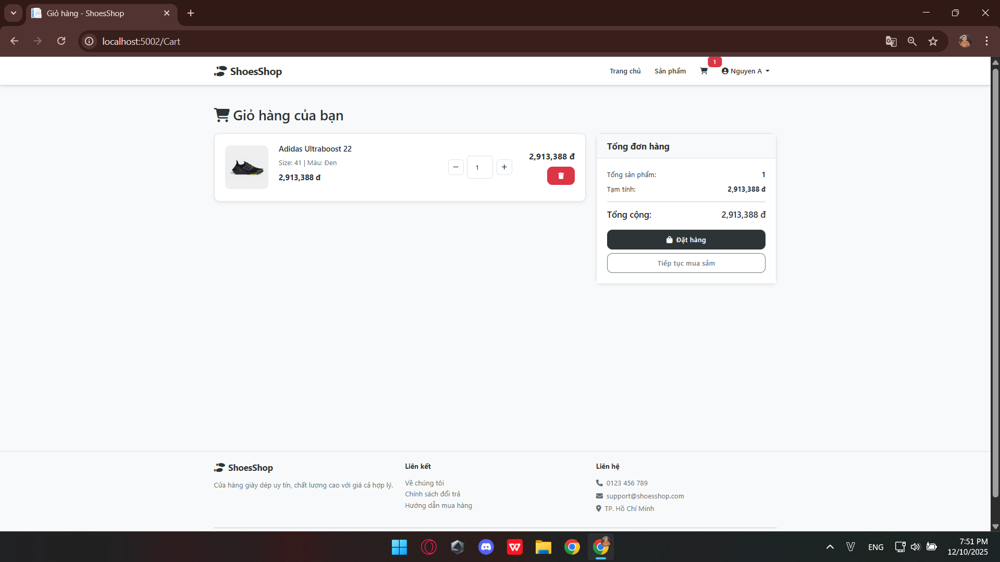 Giỏ hàng - ShoesShop
localhost:5002/Cart
ShoesShop
Trang chủ
Sản phẩm
1
Nguyen A
Giỏ hàng của bạn
Adidas Ultraboost 22
Size: 41 | Màu: Đen
2,913,388 đ
1
2,913,388 đ
Tổng đơn hàng
Tổng sản phẩm: 1
Tạm tính: 2,913,388 đ
Tổng cộng: 2,913,388 đ
Đặt hàng
Tiếp tục mua sắm
ShoesShop
Cửa hàng giày dép uy tín, chất lượng cao với giá cả hợp lý.
Liên kết
Về chúng tôi
Chính sách đổi trả
Hướng dẫn mua hàng
Liên hệ
0123 456 789
support@shoesshop.com
TP. Hồ Chí Minh
V
ENG
7:51 PM
12/10/2025